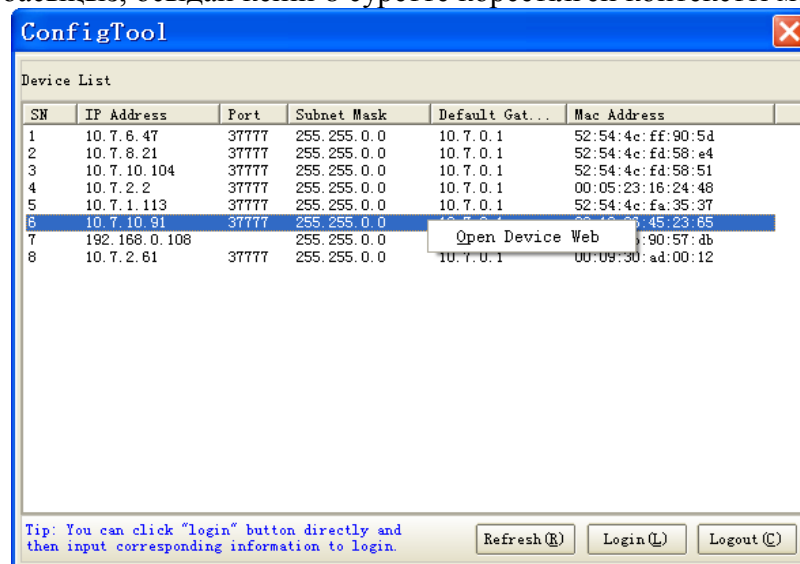 ConfigTool
Device List
SN IP Address Port Subnet Mask Default Gat... Mac Address
1 10.7.6.47 37777 255.255.0.0 10.7.0.1 52:54:4c:ff:90:5d
2 10.7.8.21 37777 255.255.0.0 10.7.0.1 52:54:4c:fd:58:e4
3 10.7.10.104 37777 255.255.0.0 10.7.0.1 52:54:4c:fd:58:51
4 10.7.2.2 37777 255.255.0.0 10.7.0.1 00:05:23:16:24:48
5 10.7.1.113 37777 255.255.0.0 10.7.0.1 52:54:4c:fa:35:37
6 10.7.10.91 37777 255.255.0.0 :45:23:65
Open Device Web
7 192.168.0.108 255.255.0.0 :90:57:db
8 10.7.2.61 37777 255.255.0.0 10.7.0.1 00:09:30:ad:00:12
Tip: You can click "login" button directly and
then input corresponding information to login.
Refresh(R) Login(L) Logout(C)